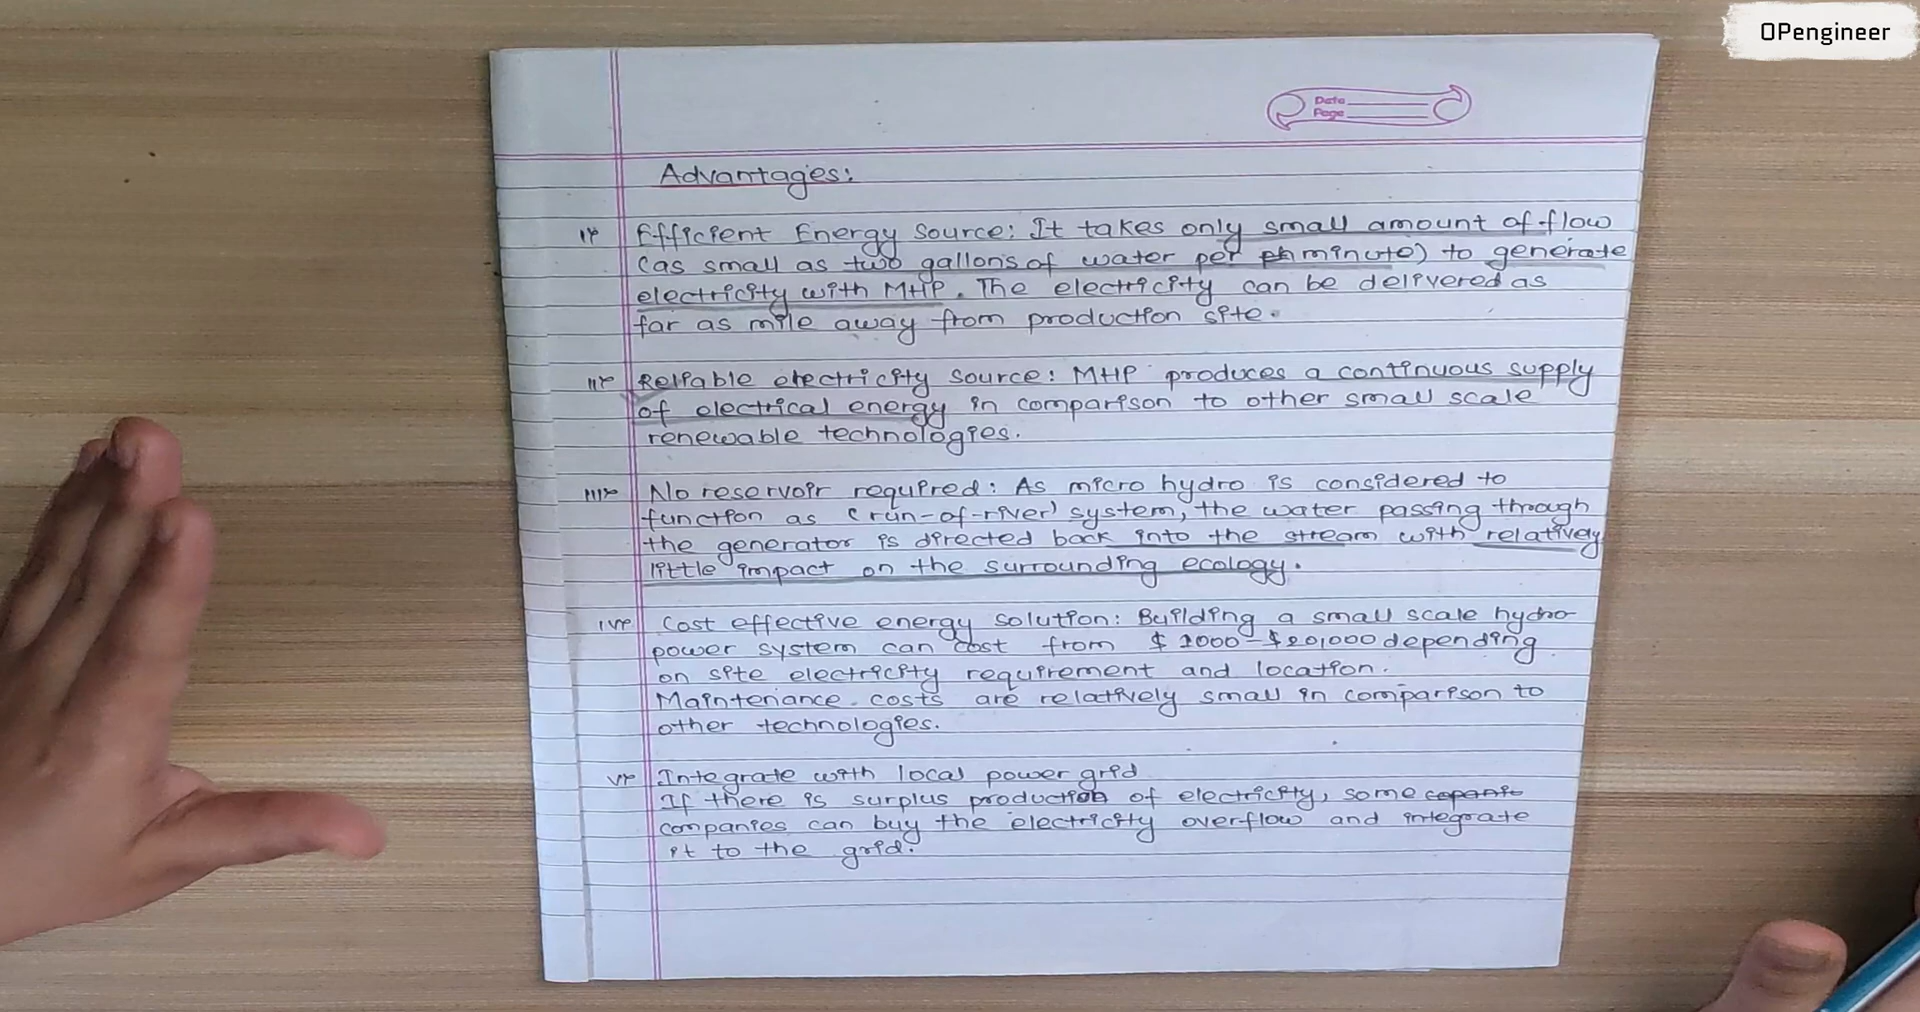 OPengineer
Date
Page
Advantages:
i) Efficient Energy Source: It takes only small amount of flow
(as small as two gallons of water per minute) to generate
electricity with MHP. The electricity can be delivered as
far as mile away from production site.
ii) Reliable electricity source: MHP produces a continuous supply
of electrical energy in comparison to other small scale
renewable technologies.
iii) No reservoir required: As micro hydro is considered to
function as (run-of-river) system, the water passing through
the generator is directed back into the stream with relatively
little impact on the surrounding ecology.
iv) Cost effective energy solution: Building a small scale hydro
power system can cost from $ 1000-$20,000 depending
on site electricity requirement and location.
Maintenance costs are relatively small in comparison to
other technologies.
v) Integrate with local power grid
If there is surplus production of electricity, some
companies can buy the electricity overflow and integrate
it to the grid.